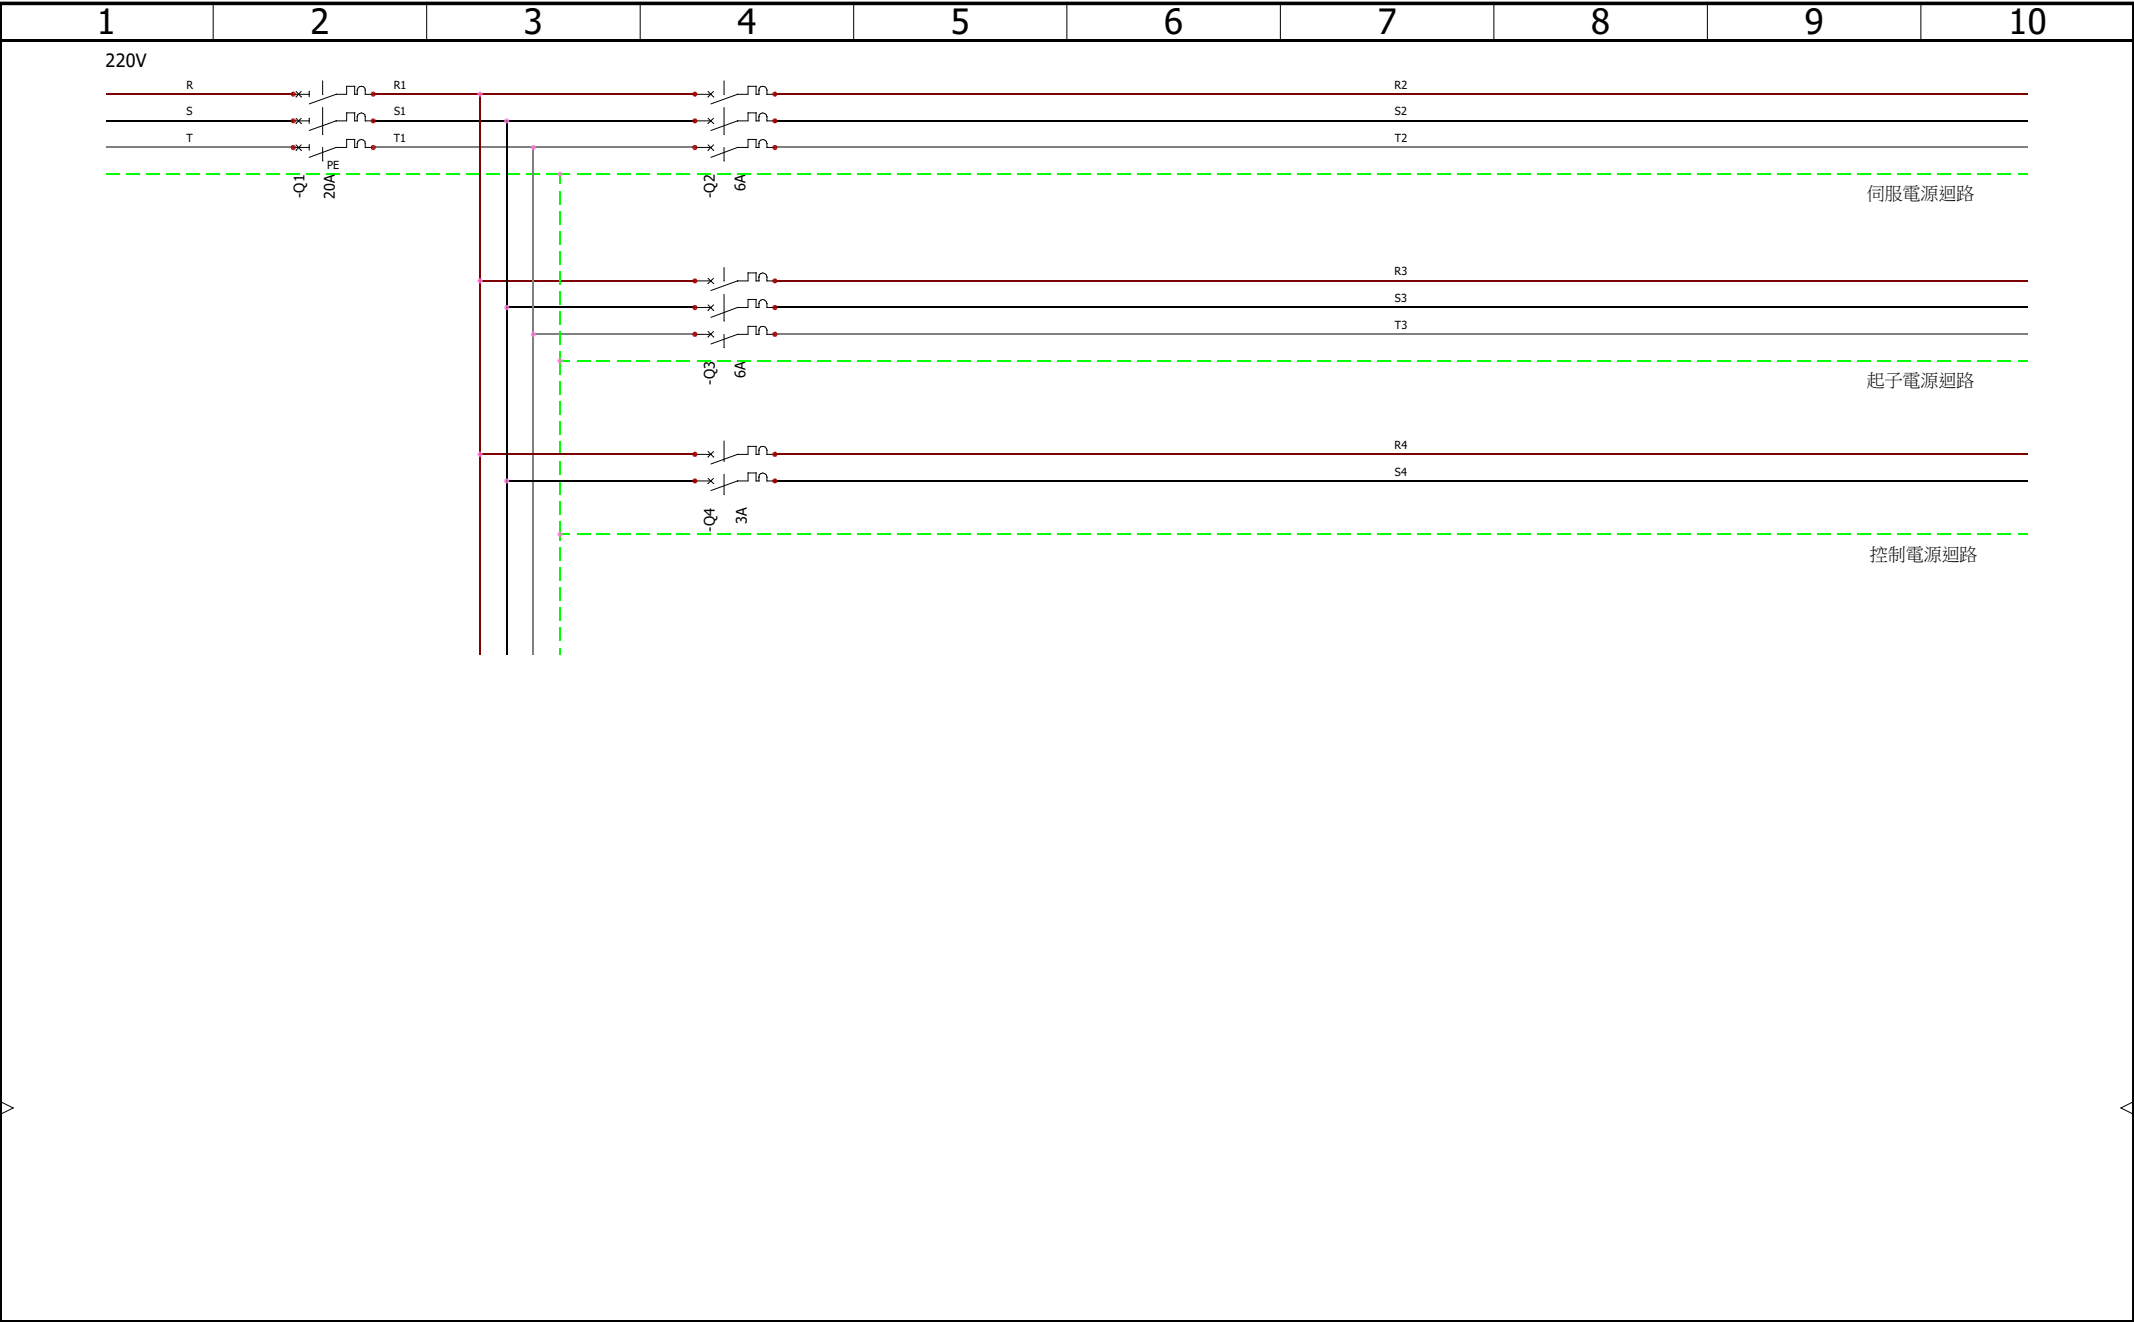 1 2 3 4 5 6 7 8 9 10
220V
R R1 R2
S S1 S2
T T1 T2
PE
-Q1 20A -Q2 6A
伺服電源迴路
R3
S3
T3
-Q3 6A
起子電源迴路
R4
S4
-Q4 3A
控制電源迴路